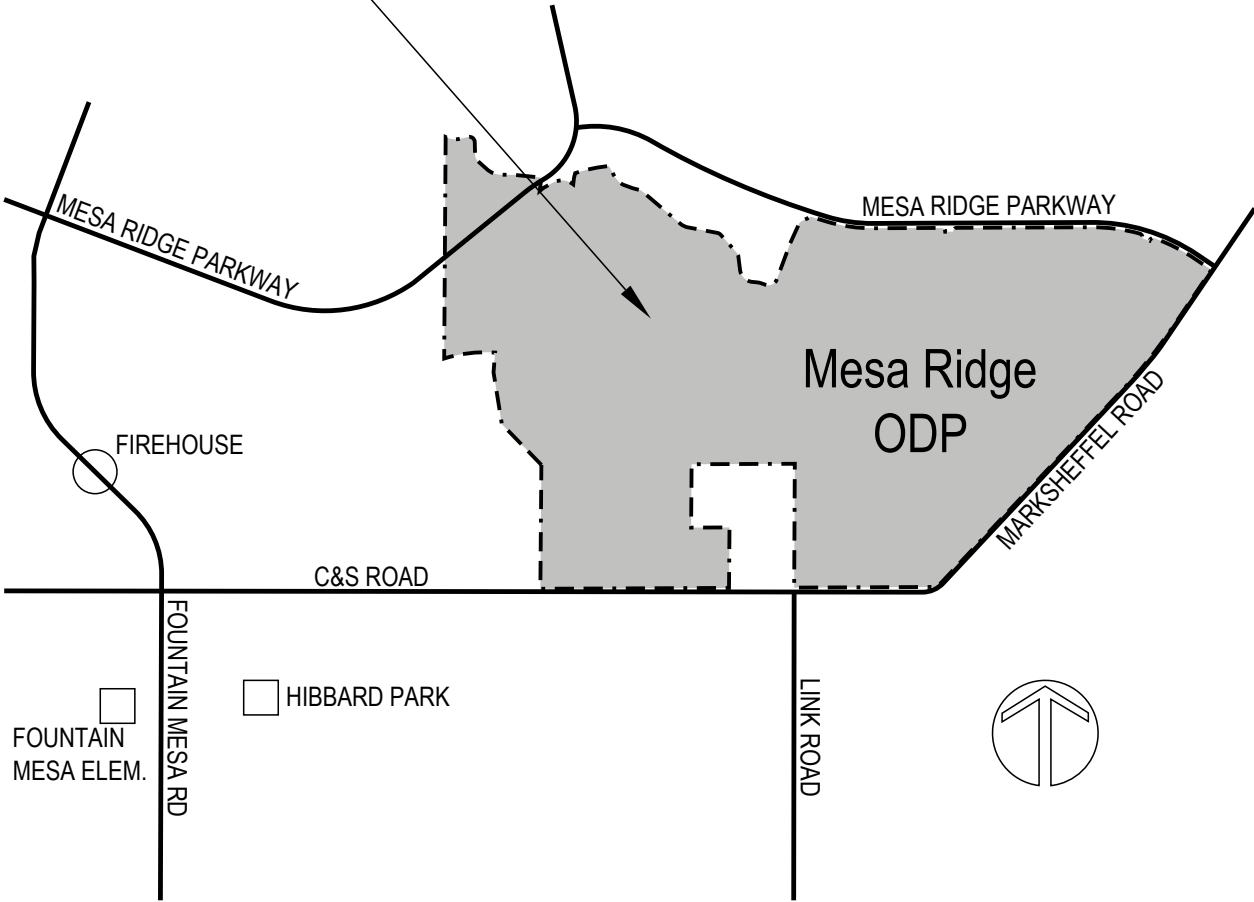 MESA RIDGE PARKWAY
MESA RIDGE PARKWAY
Mesa Ridge
ODP
MARKSHEFFEL ROAD
FIREHOUSE
C&S ROAD
FOUNTAIN MESA RD
HIBBARD PARK
LINK ROAD
FOUNTAIN
MESA ELEM.